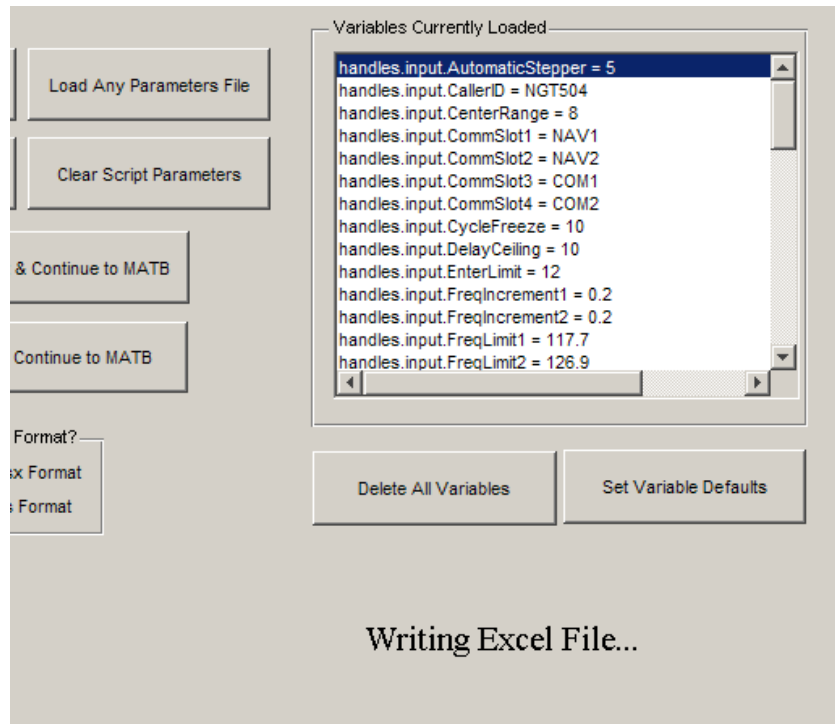 Variables Currently Loaded
Load Any Parameters File
Clear Script Parameters
& Continue to MATB
Continue to MATB
Format?
sx Format
s Format
handles.input.AutomaticStepper = 5
handles.input.CallerID = NGT504
handles.input.CenterRange = 8
handles.input.CommSlot1 = NAV1
handles.input.CommSlot2 = NAV2
handles.input.CommSlot3 = COM1
handles.input.CommSlot4 = COM2
handles.input.CycleFreeze = 10
handles.input.DelayCeiling = 10
handles.input.EnterLimit = 12
handles.input.FreqIncrement1 = 0.2
handles.input.FreqIncrement2 = 0.2
handles.input.FreqLimit1 = 117.7
handles.input.FreqLimit2 = 126.9
Delete All Variables
Set Variable Defaults
Writing Excel File...